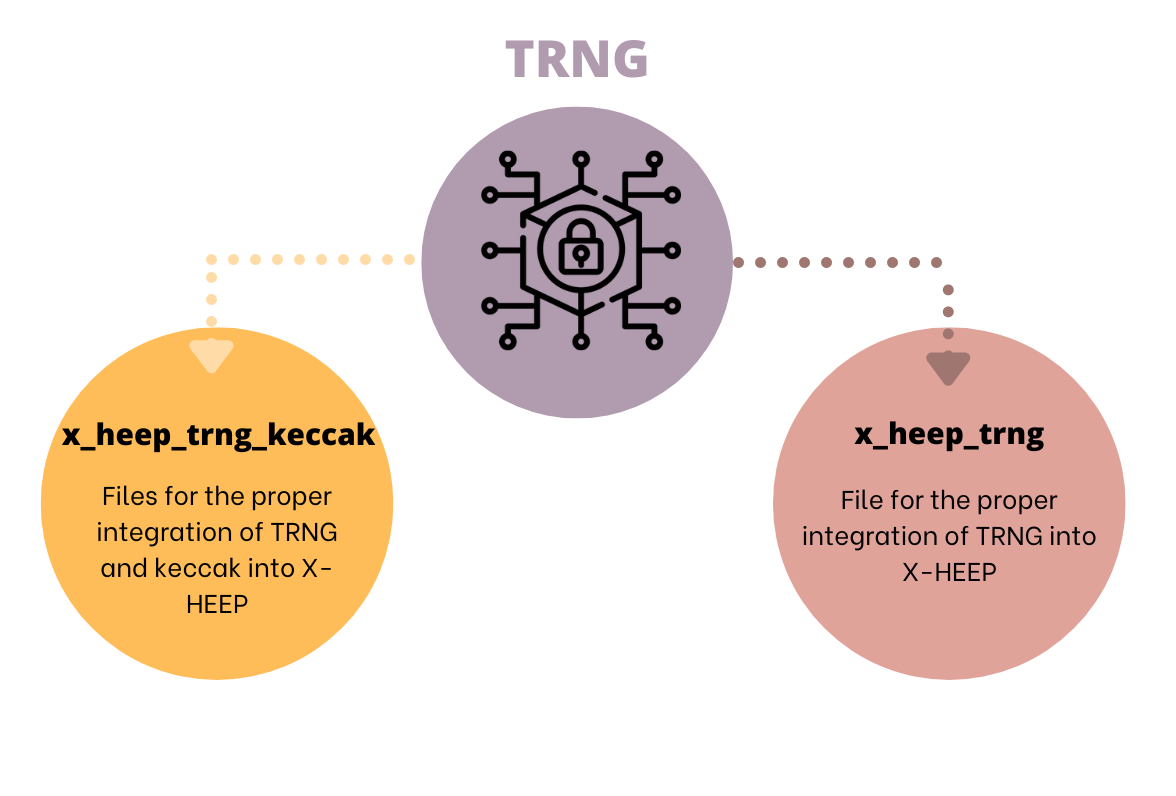 TRNG
x_heep_trng_keccak
Files for the proper
integration of TRNG
and keccak into X-
HEEP
x_heep_trng
File for the proper
integration of TRNG into
X-HEEP